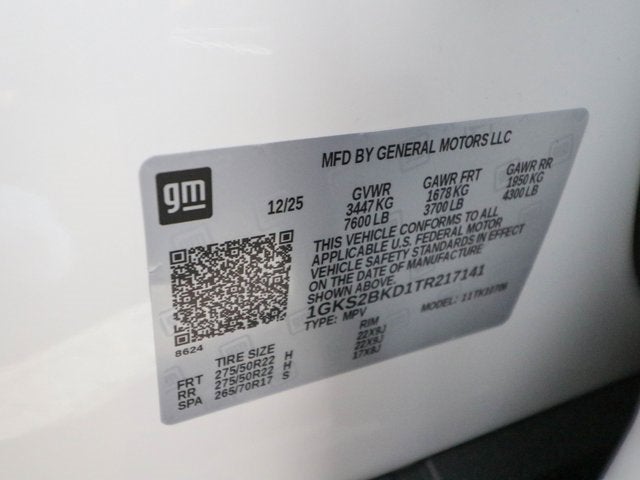 MFD BY GENERAL MOTORS LLC
gm
12/25
GVWR GAWR FRT GAWR RR
3447 KG 1678 KG 1950 KG
7600 LB 3700 LB 4300 LB
THIS VEHICLE CONFORMS TO ALL
APPLICABLE U.S. FEDERAL MOTOR
VEHICLE SAFETY STANDARDS IN EFFECT
ON THE DATE OF MANUFACTURE
SHOWN ABOVE.
1GKS2BKD1TR217141
TYPE: MPV MODEL: 11TK10706
8624
TIRE SIZE RIM
FRT 275/50R22 H 22X9J
RR 275/50R22 H 22X9J
SPA 265/70R17 S 17X8J